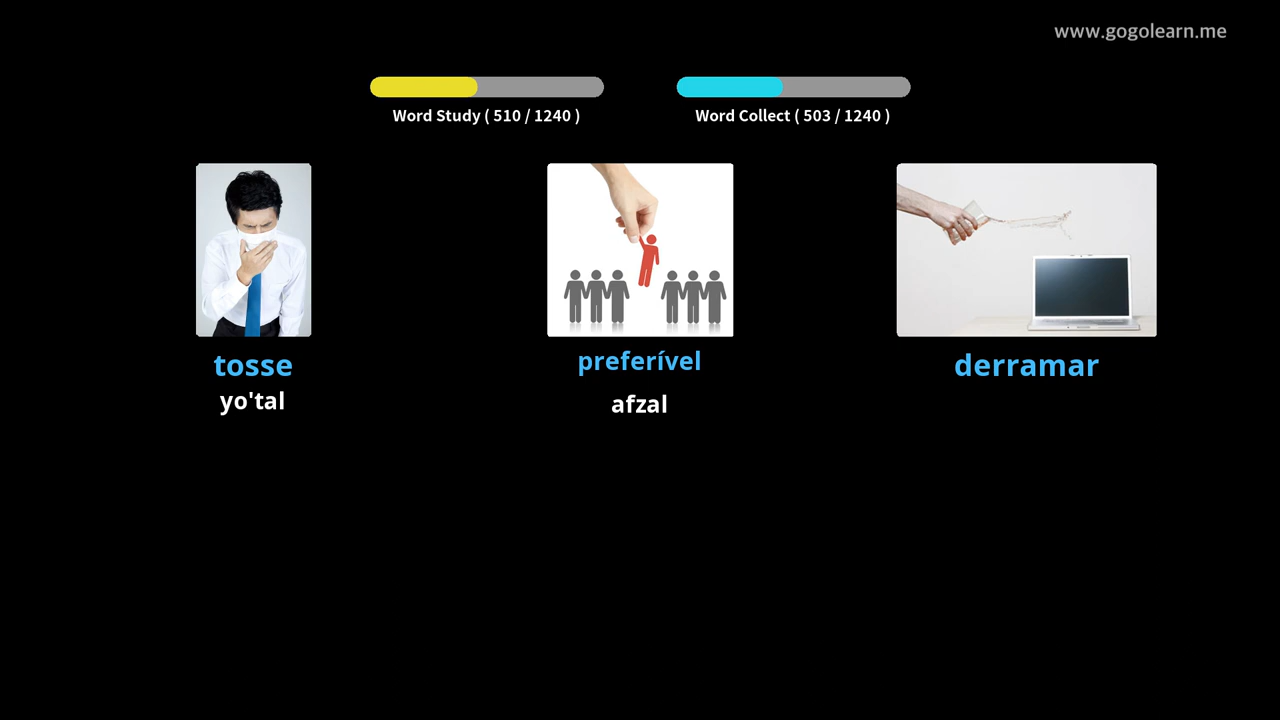 www.gogolearn.me
Word Study ( 510 / 1240 )
Word Collect ( 503 / 1240 )
tosse
yo'tal
preferível
afzal
derramar